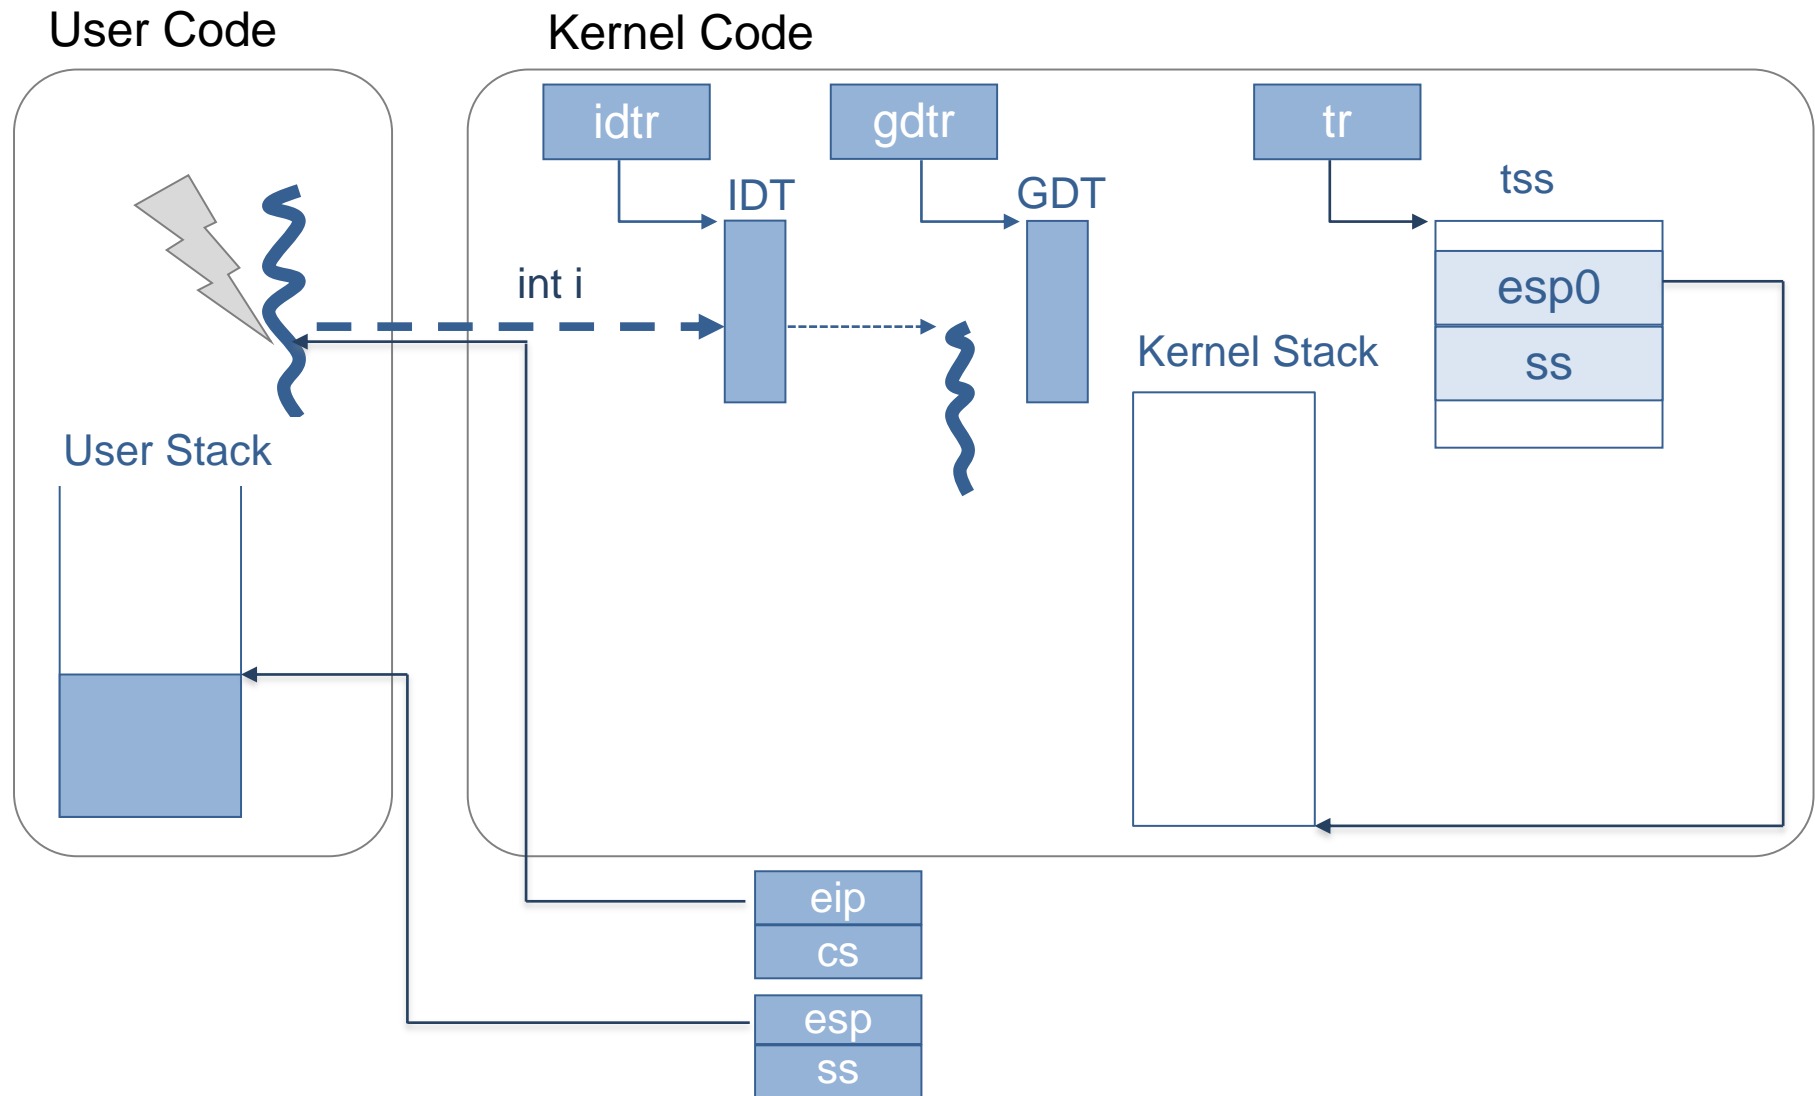 User Code
Kernel Code
idtr
gdtr
tr
IDT
GDT
tss
int i
esp0
Kernel Stack
ss
User Stack
eip
cs
esp
ss